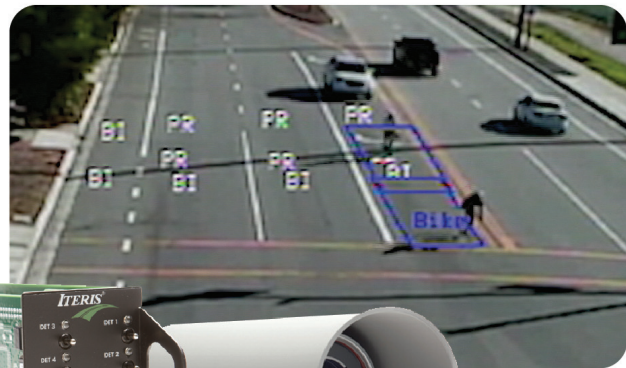 PR
BI PR PR
PR PR
BI BI BI
Bike
ITERIS
DET 3 DET 1
DET 4 DET 2